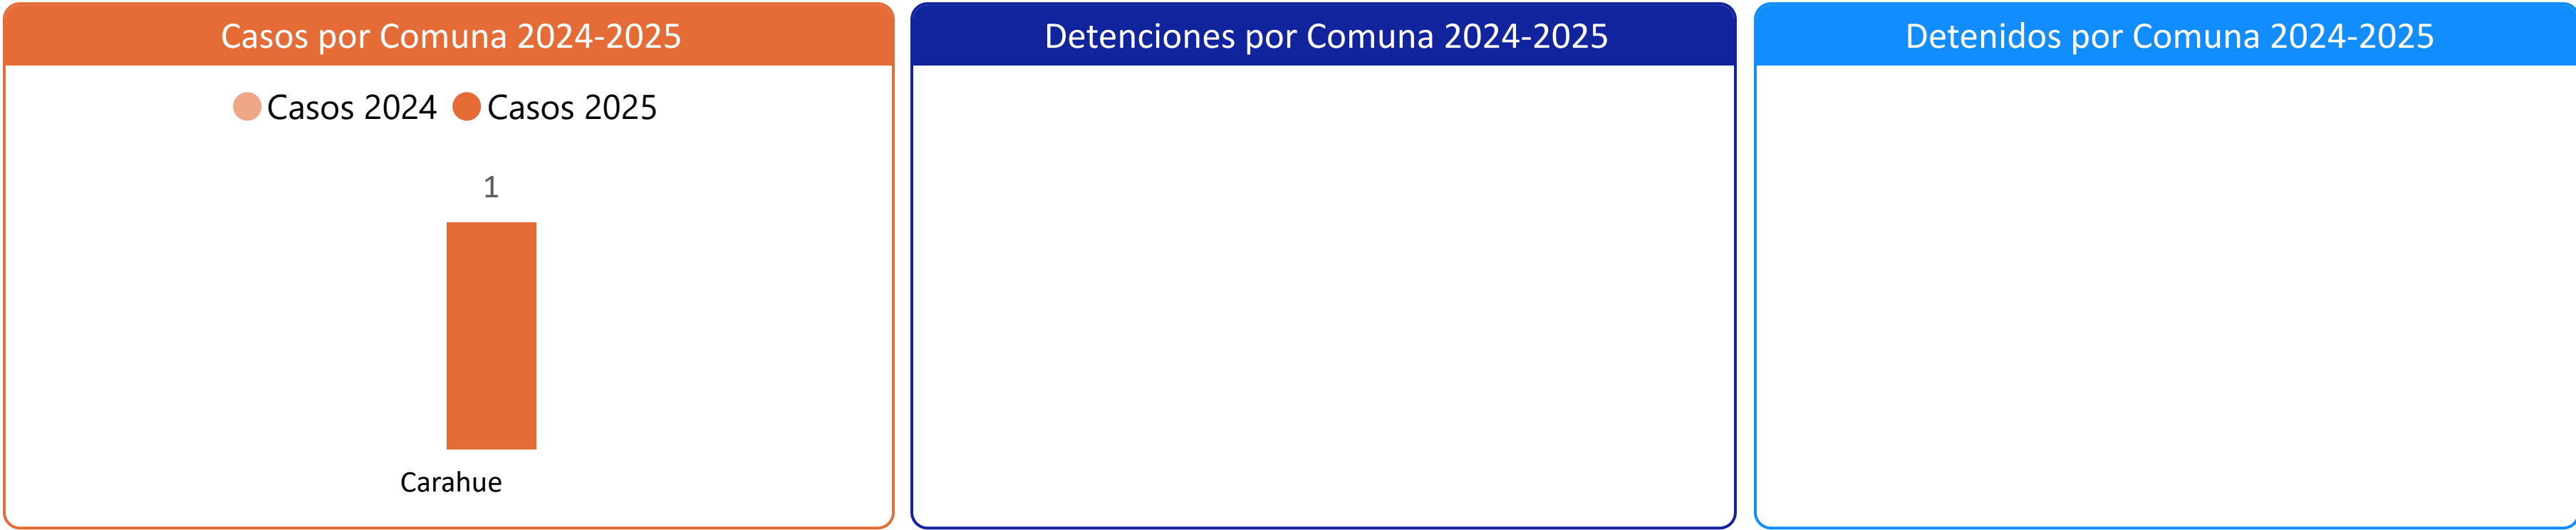 Casos por Comuna 2024-2025
Casos 2024 Casos 2025
1
Carahue
Detenciones por Comuna 2024-2025
Detenidos por Comuna 2024-2025